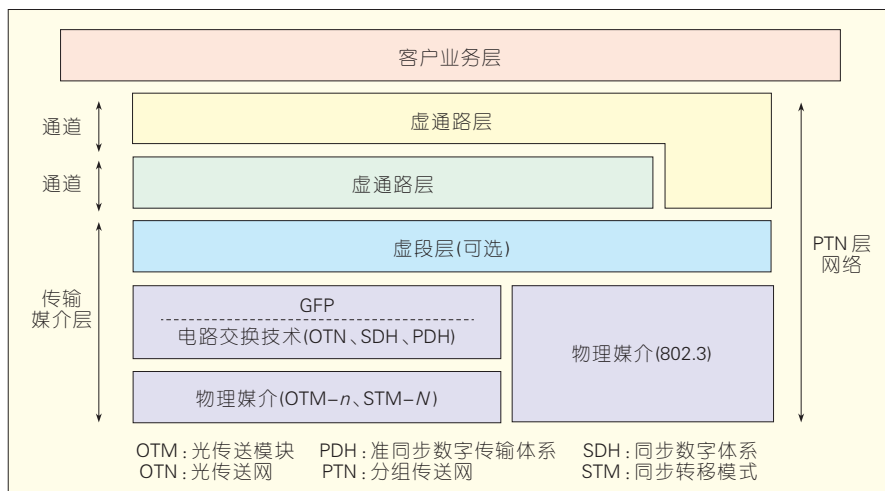 客户业务层
通道
虚通路层
通道
虚通路层
虚段层(可选)
PTN 层
网络
传输
媒介层
GFP
电路交换技术(OTN、SDH、PDH)
物理媒介(802.3)
物理媒介(OTM-n、STM-N)
OTM:光传送模块 PDH:准同步数字传输体系 SDH:同步数字体系
OTN:光传送网 PTN:分组传送网 STM:同步转移模式